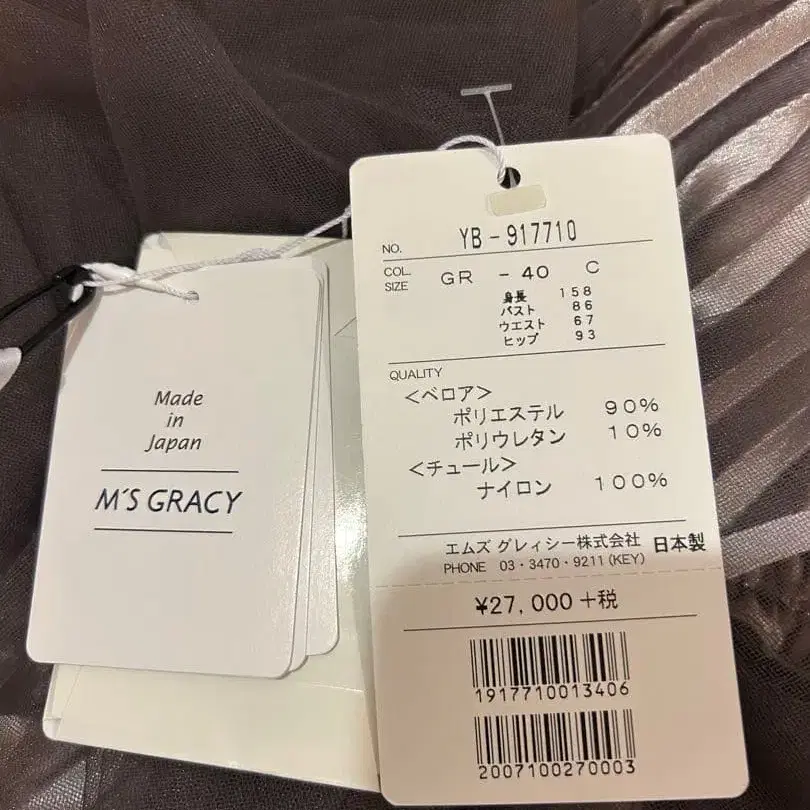 Made
in
Japan
M'S GRACY
NO. YB-917710
COL.
SIZE GR - 40 C
身長 158
バスト 86
ウエスト 67
ヒップ 93
QUALITY
<ベロア>
ポリエステル 90%
ポリウレタン 10%
<チュール>
ナイロン 100%
エムズ グレィシー株式会社 日本製
PHONE 03・3470・9211(KEY)
¥27,000+税
1917710013406
2007100270003